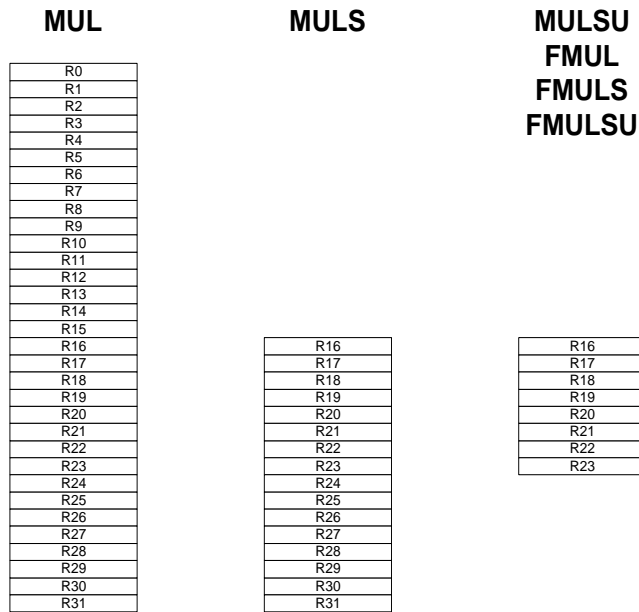 MUL
R0
R1
R2
R3
R4
R5
R6
R7
R8
R9
R10
R11
R12
R13
R14
R15
R16
R17
R18
R19
R20
R21
R22
R23
R24
R25
R26
R27
R28
R29
R30
R31
MULS
R16
R17
R18
R19
R20
R21
R22
R23
R24
R25
R26
R27
R28
R29
R30
R31
MULSU
FMUL
FMULS
FMULSU
R16
R17
R18
R19
R20
R21
R22
R23